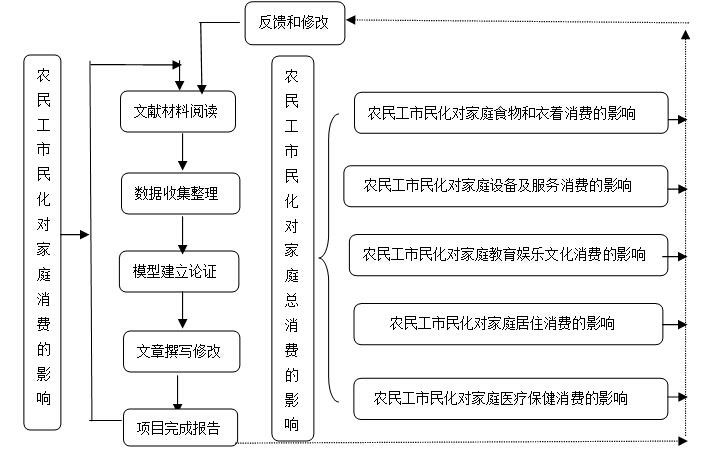 反馈和修改
农民工市民化对家庭消费的影响
文献材料阅读
数据收集整理
模型建立论证
文章撰写修改
项目完成报告
农民工市民化对家庭总消费的影响
农民工市民化对家庭食物和衣着消费的影响
农民工市民化对家庭设备及服务消费的影响
农民工市民化对家庭教育娱乐文化消费的影响
农民工市民化对家庭居住消费的影响
农民工市民化对家庭医疗保健消费的影响